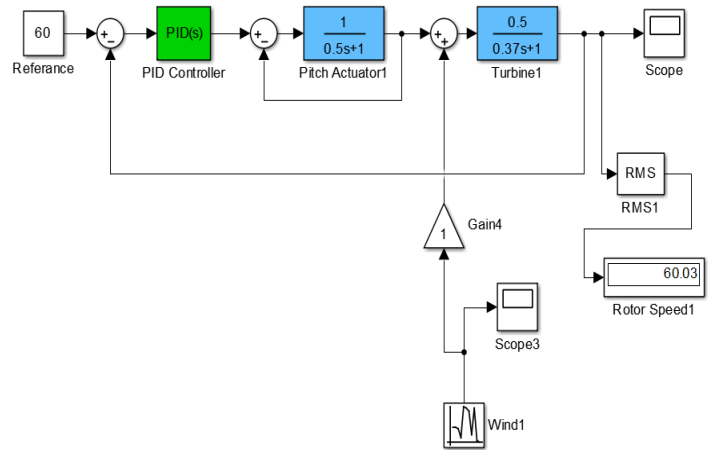 60
Referance
PID(s)
PID Controller
1
0.5s+1
Pitch Actuator1
0.5
0.37s+1
Turbine1
Scope
RMS
RMS1
1
Gain4
60.03
Rotor Speed1
Scope3
Wind1